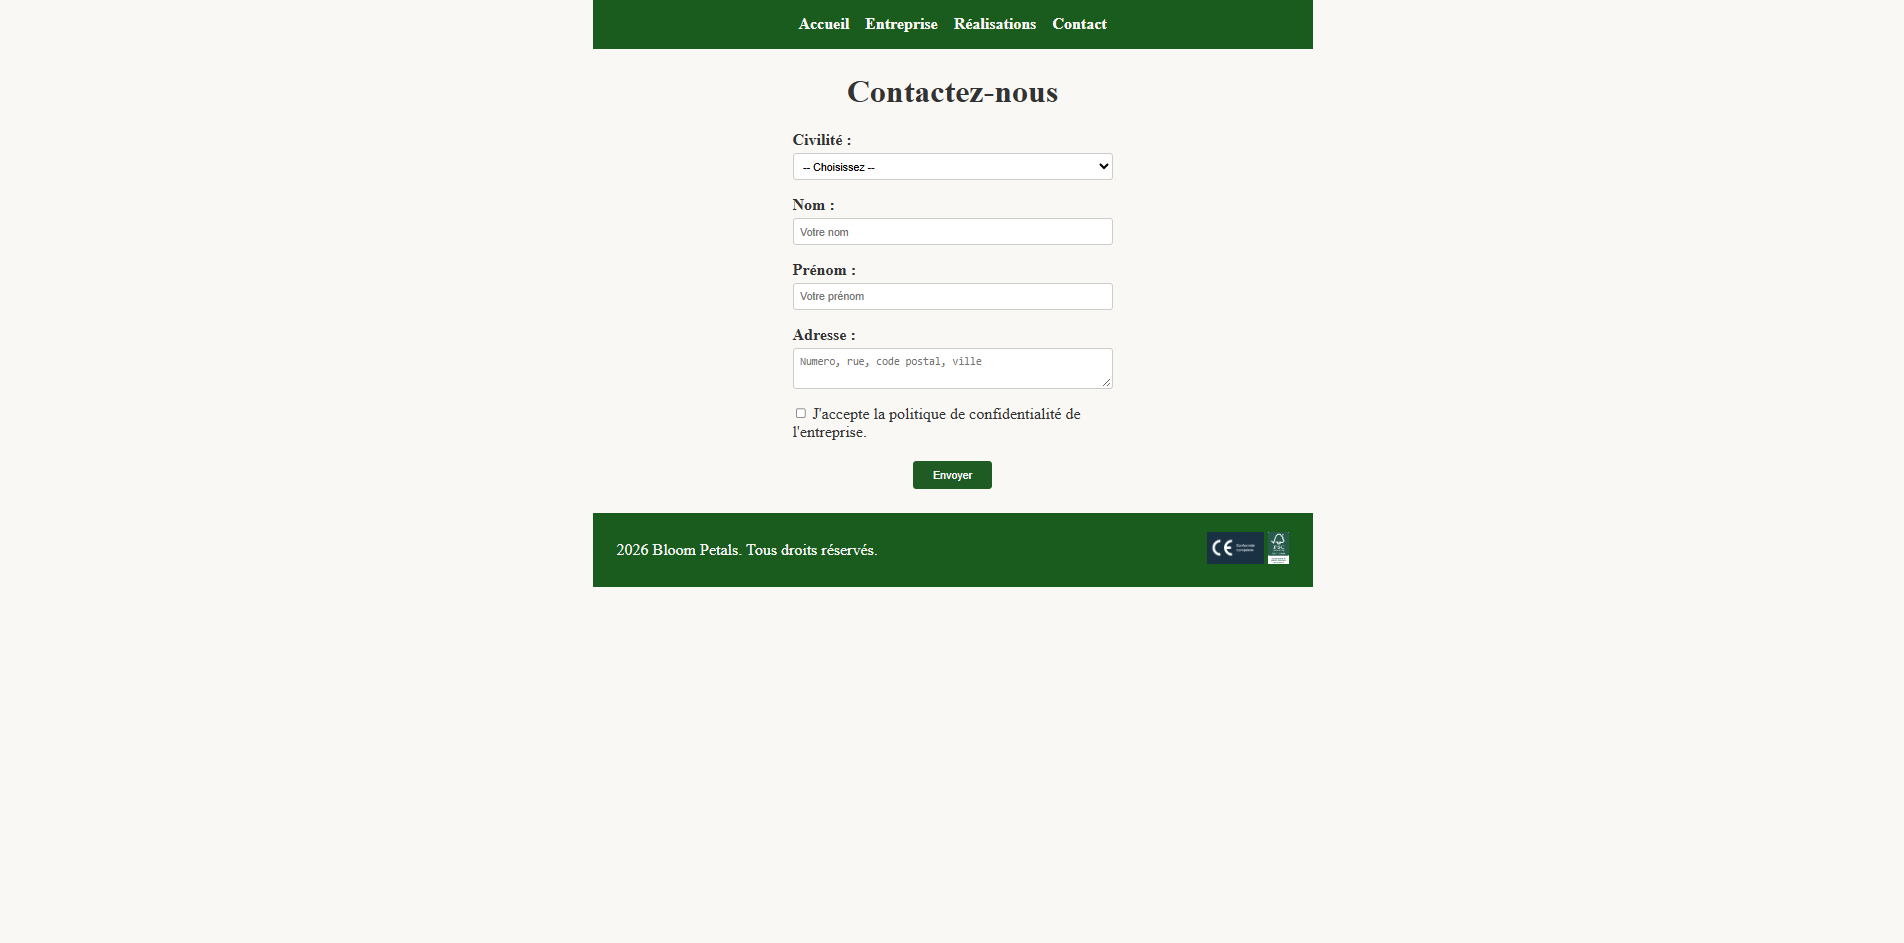 Accueil Entreprise Réalisations Contact
Contactez-nous
Civilité :
-- Choisissez --
Nom :
Votre nom
Prénom :
Votre prénom
Adresse :
Numero, rue, code postal, ville
J'accepte la politique de confidentialité de
l'entreprise.
Envoyer
2026 Bloom Petals. Tous droits réservés.
CE
FSC